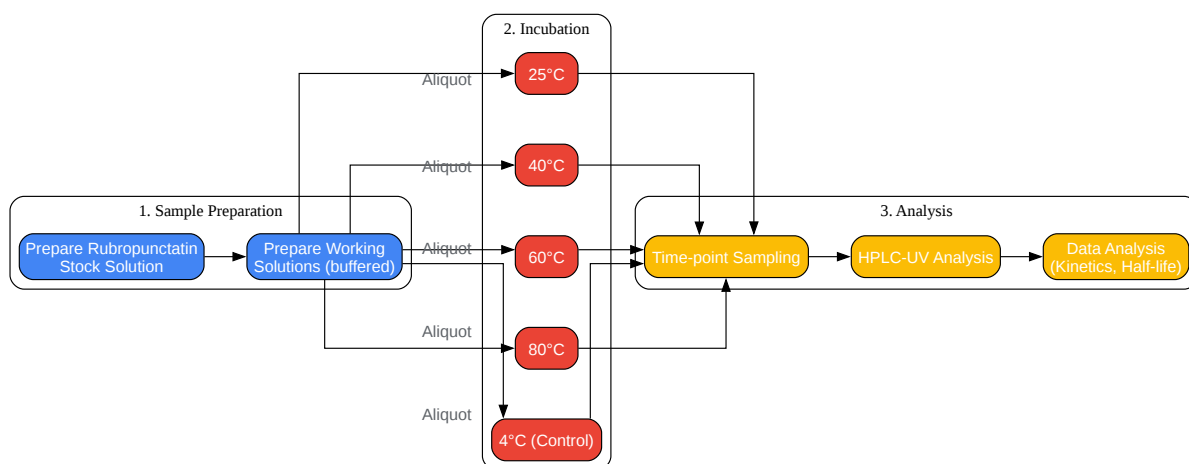 1. Sample Preparation
Prepare Rubropunctatin
Stock Solution
Prepare Working
Solutions (buffered)
Aliquot
Aliquot
Aliquot
Aliquot
Aliquot
2. Incubation
25°C
40°C
60°C
80°C
4°C (Control)
3. Analysis
Time-point Sampling
HPLC-UV Analysis
Data Analysis
(Kinetics, Half-life)